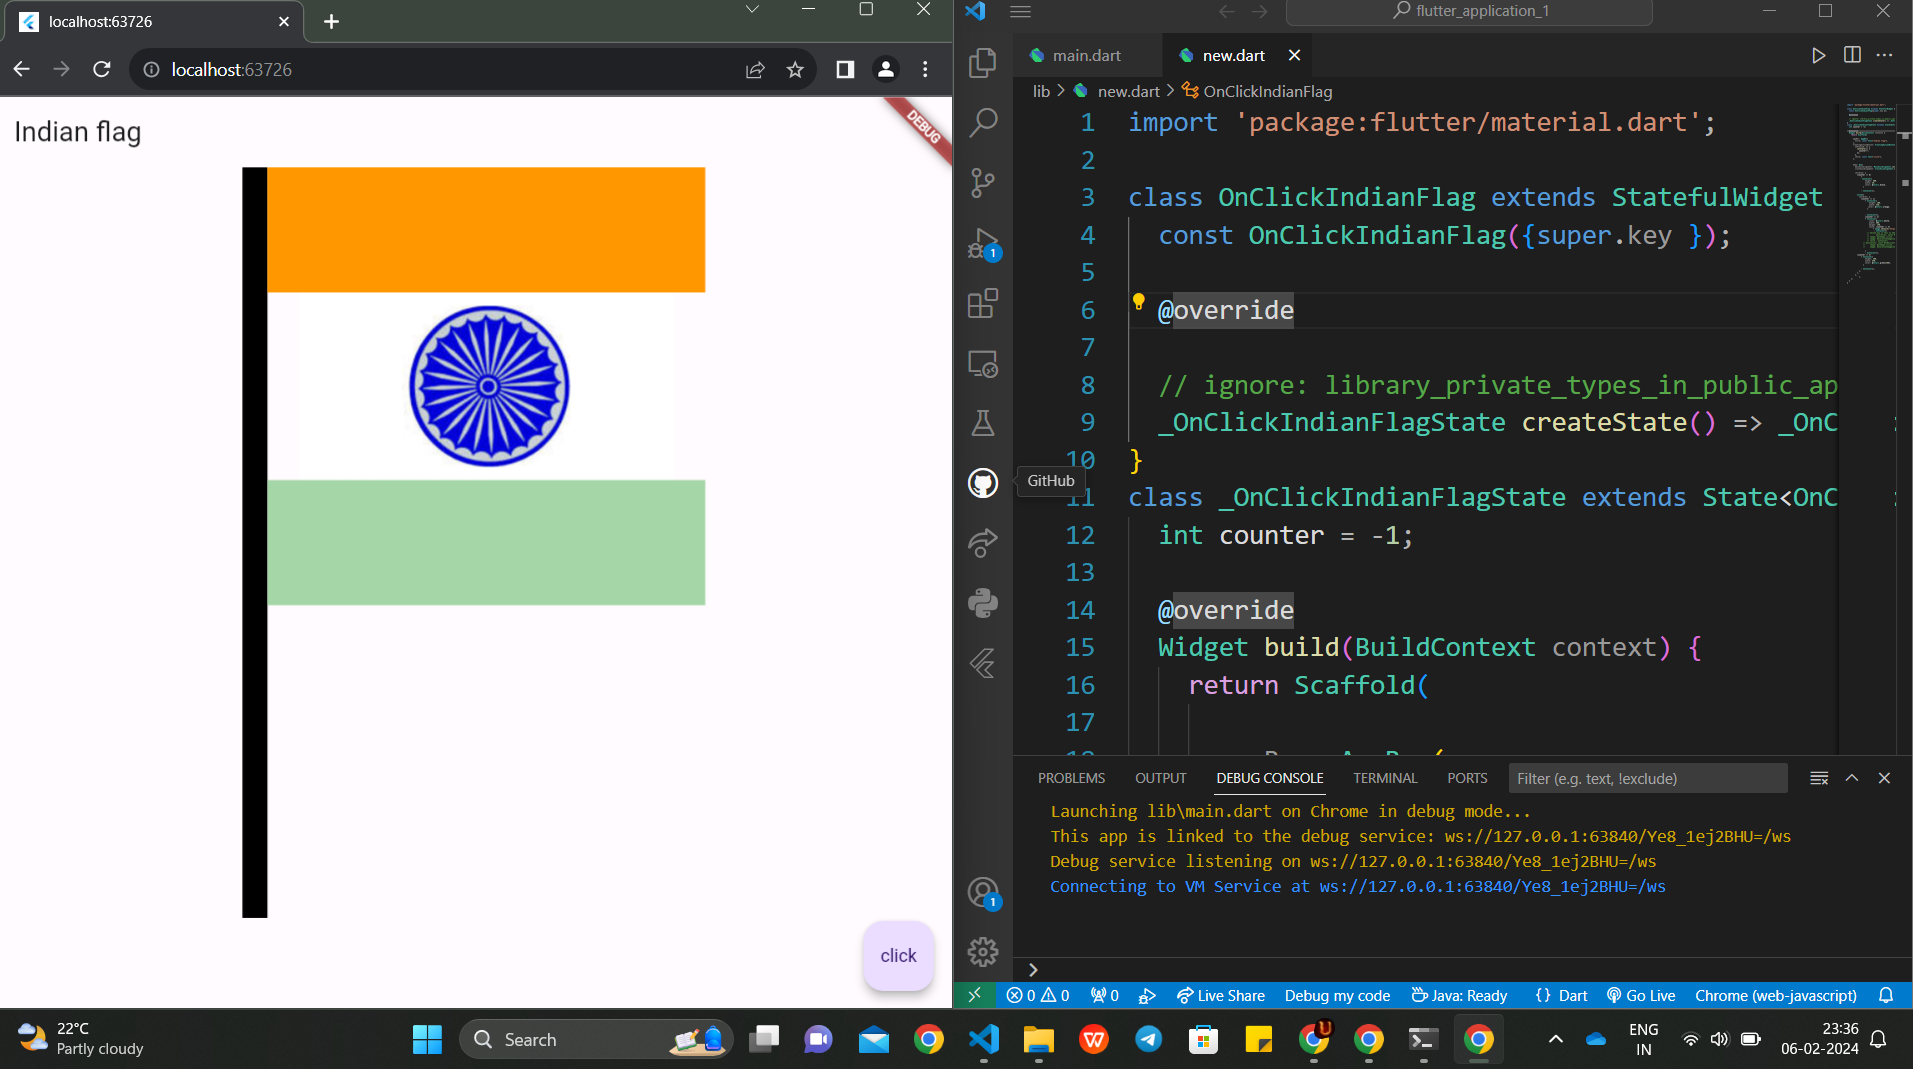 localhost:63726
localhost:63726
Indian flag
DEBUG
click
flutter_application_1
main.dart
new.dart
lib > new.dart > OnClickIndianFlag
1 import 'package:flutter/material.dart';
2
3 class OnClickIndianFlag extends StatefulWidget
4 const OnClickIndianFlag({super.key });
5
6 @override
7
8 // ignore: library_private_types_in_public_ap
9 _OnClickIndianFlagState createState() => _OnC
10 }
11 class _OnClickIndianFlagState extends State<OnC
12 int counter = -1;
13
14 @override
15 Widget build(BuildContext context) {
16 return Scaffold(
17
GitHub
1
1
PROBLEMS OUTPUT DEBUG CONSOLE TERMINAL PORTS Filter (e.g. text, !exclude)
Launching lib\main.dart on Chrome in debug mode...
This app is linked to the debug service: ws://127.0.0.1:63840/Ye8_1ej2BHU=/ws
Debug service listening on ws://127.0.0.1:63840/Ye8_1ej2BHU=/ws
Connecting to VM Service at ws://127.0.0.1:63840/Ye8_1ej2BHU=/ws
>
0 0 0 Live Share Debug my code Java: Ready {} Dart Go Live Chrome (web-javascript)
22°C
Partly cloudy
Search
ENG
IN
23:36
06-02-2024